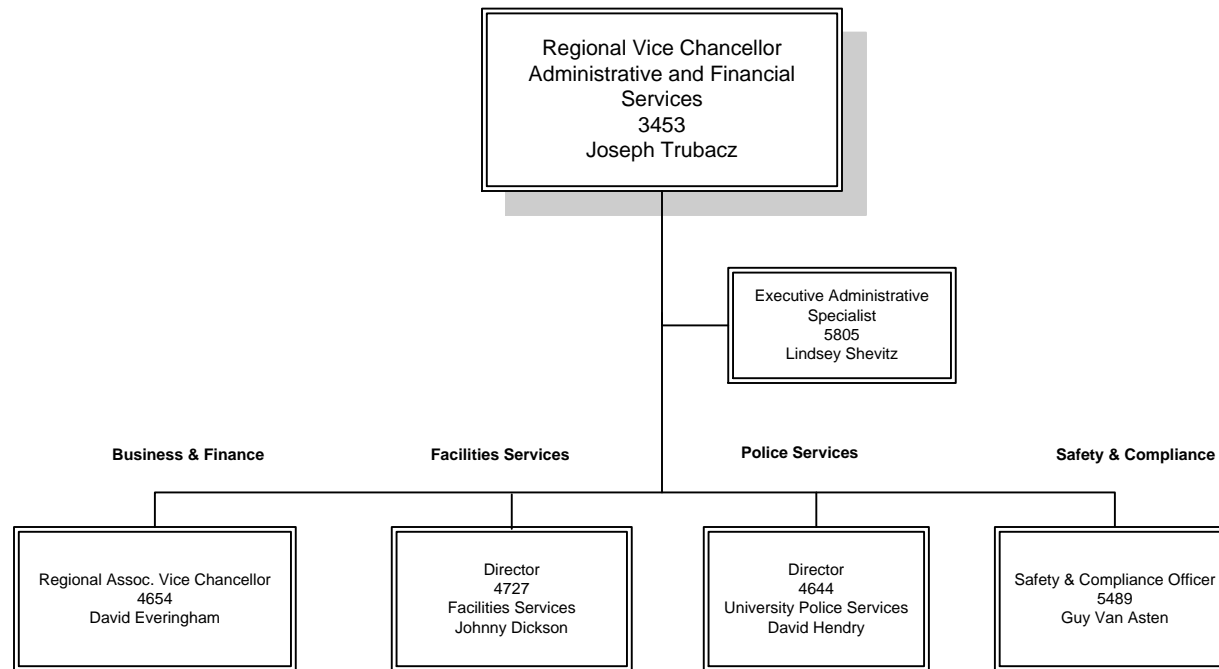 Regional Vice Chancellor
Administrative and Financial
Services
3453
Joseph Trubacz
Executive Administrative
Specialist
5805
Lindsey Shevitz
Business & Finance
Facilities Services
Police Services
Safety & Compliance
Regional Assoc. Vice Chancellor
4654
David Everingham
Director
4727
Facilities Services
Johnny Dickson
Director
4644
University Police Services
David Hendry
Safety & Compliance Officer
5489
Guy Van Asten